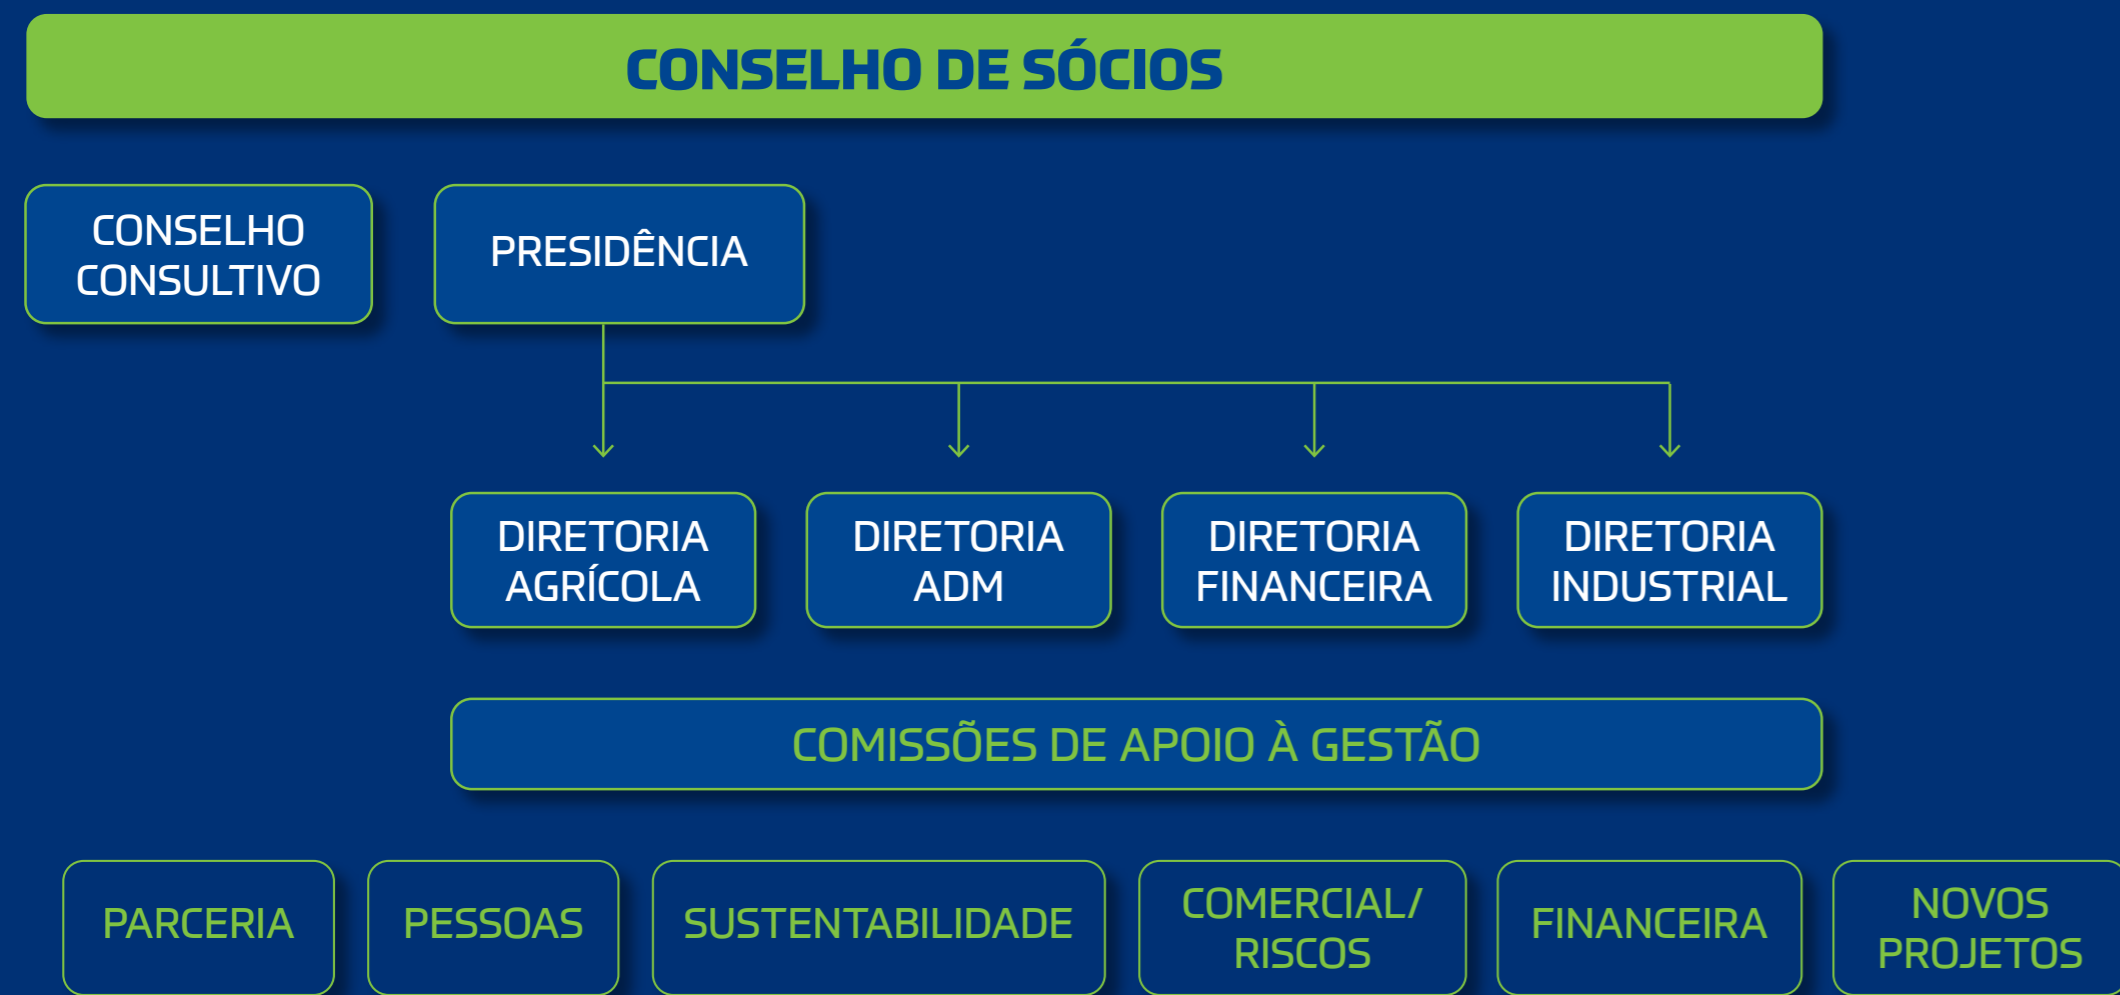 CONSELHO DE SÓCIOS
CONSELHO
CONSULTIVO
PRESIDÊNCIA
DIRETORIA
AGRÍCOLA
DIRETORIA
ADM
DIRETORIA
FINANCEIRA
DIRETORIA
INDUSTRIAL
COMISSÕES DE APOIO À GESTÃO
PARCERIA
PESSOAS
SUSTENTABILIDADE
COMERCIAL/
RISCOS
FINANCEIRA
NOVOS
PROJETOS